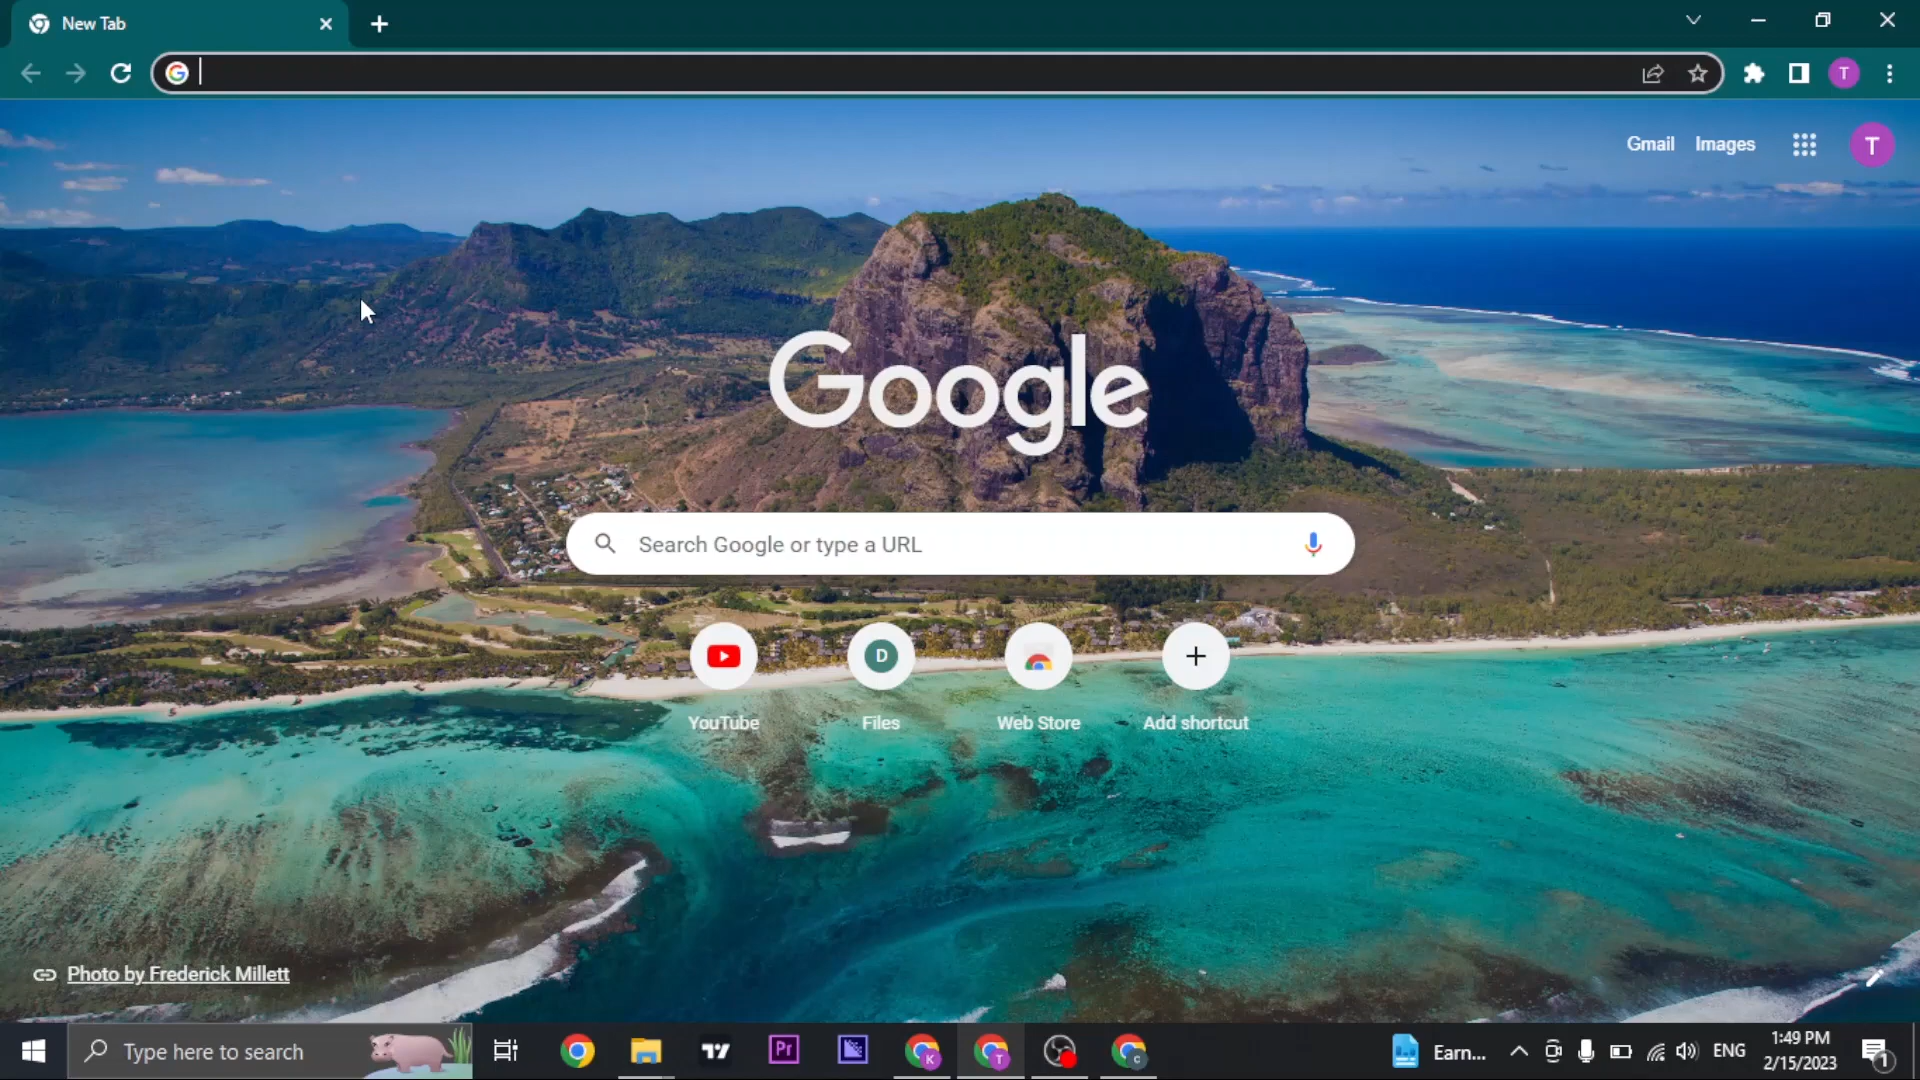 New Tab
Gmail Images
T
T
Google
Search Google or type a URL
D
YouTube
Files
Web Store
Add shortcut
Photo by Frederick Millett
Type here to search
Pr
K
T
C
Earn...
ENG
1:49 PM
2/15/2023
1